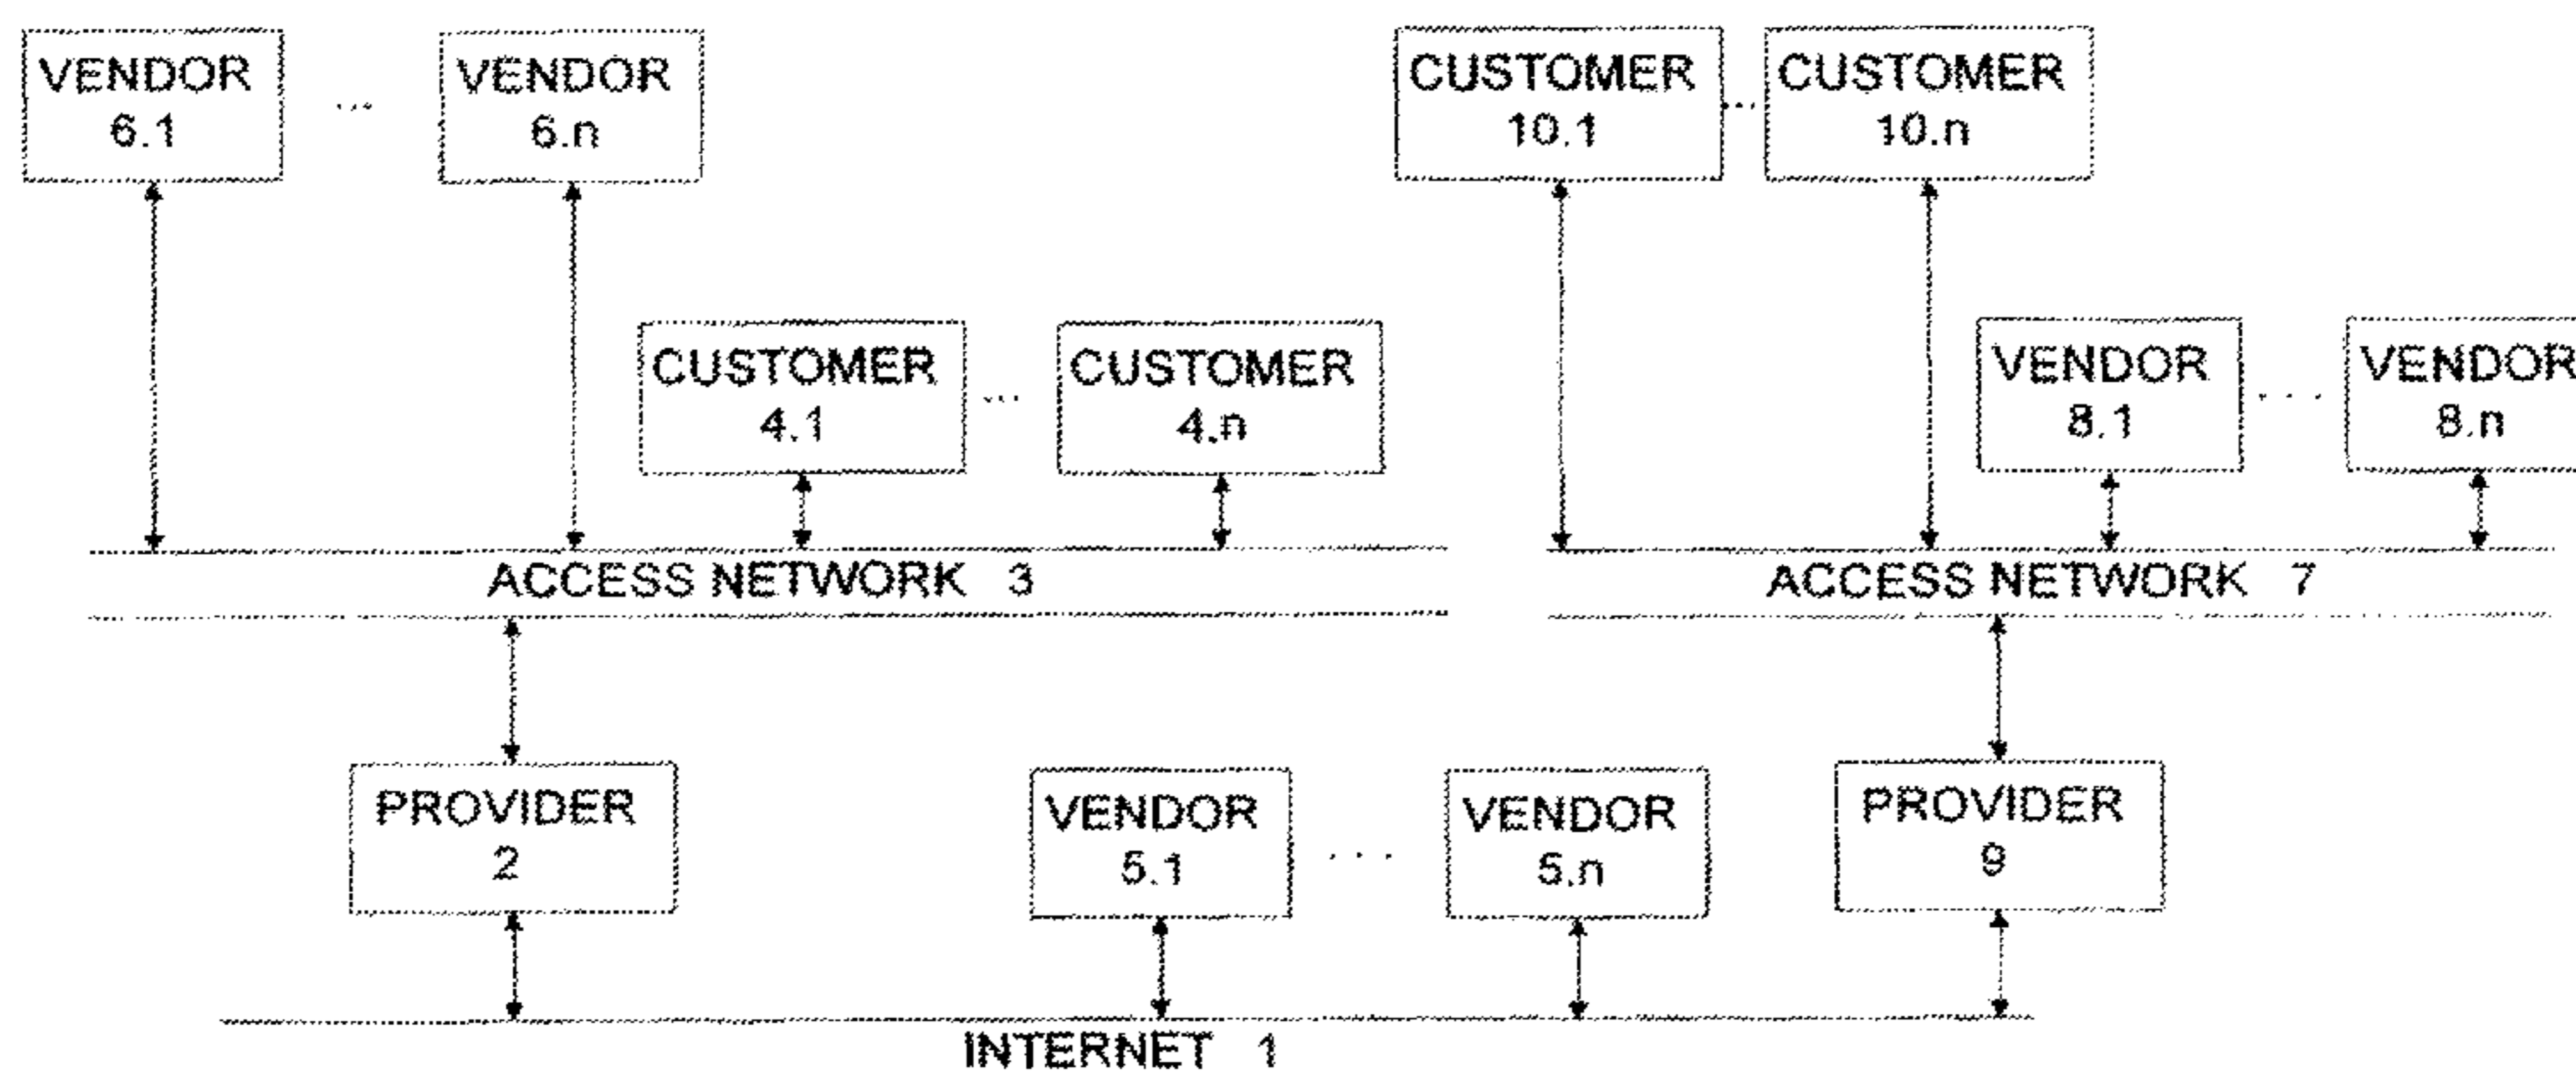 VENDOR
6.1
...
VENDOR
6.n
CUSTOMER
10.1
...
CUSTOMER
10.n
CUSTOMER
4.1
...
CUSTOMER
4.n
VENDOR
8.1
....
VENDOR
8.n
ACCESS NETWORK 3
ACCESS NETWORK 7
PROVIDER
2
VENDOR
5.1
....
VENDOR
5.n
PROVIDER
9
INTERNET 1